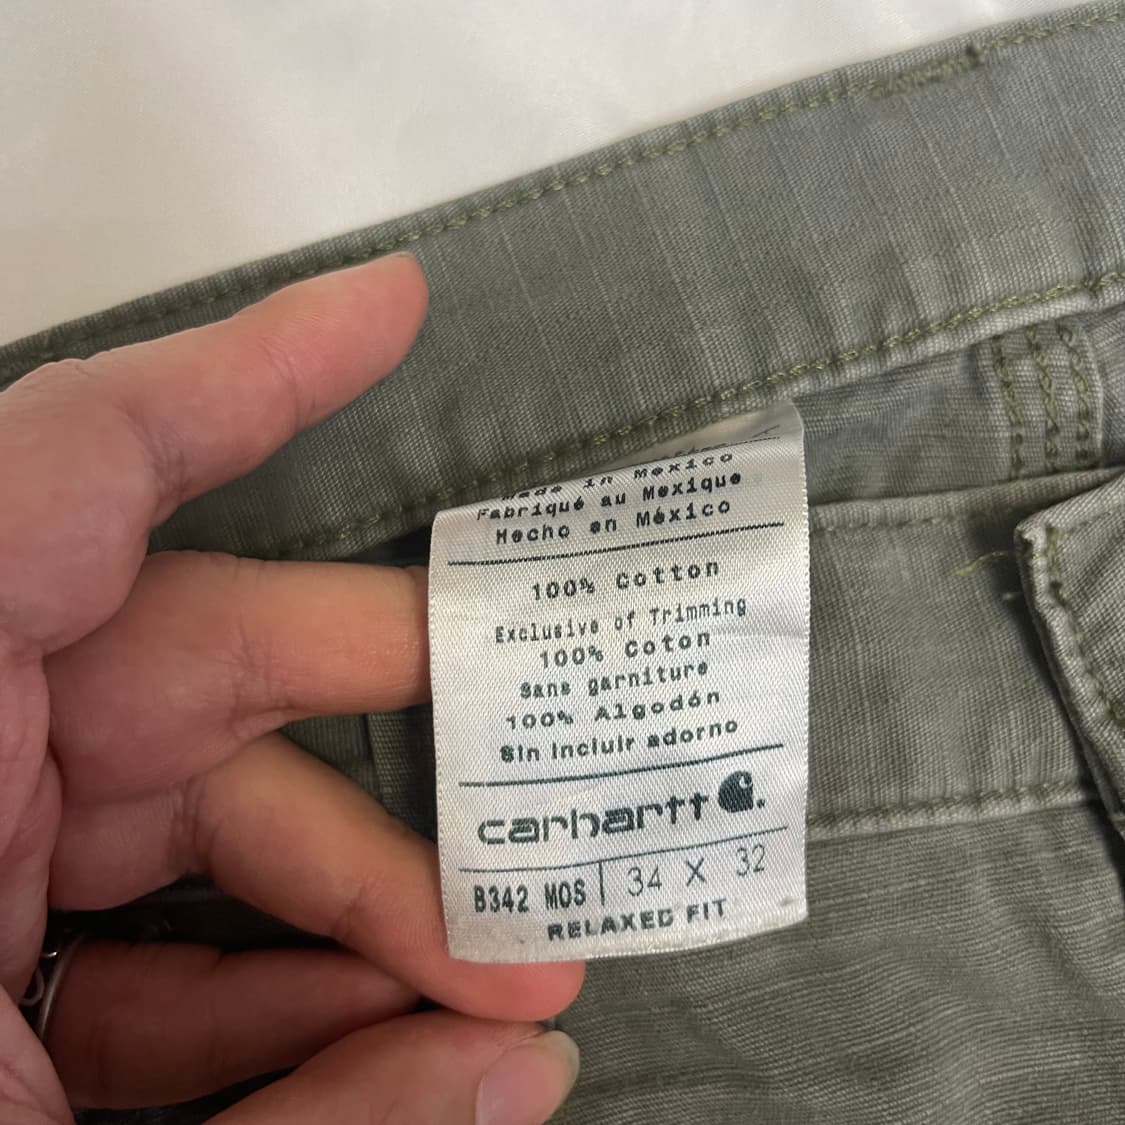 Made in Mexico
Fabriqué au Mexique
Hecho en México
100% Cotton
Exclusive of Trimming
100% Coton
Sans garniture
100% Algodón
Sin incluir adorno
carhartt
B342 MOS 34 X 32
RELAXED FIT